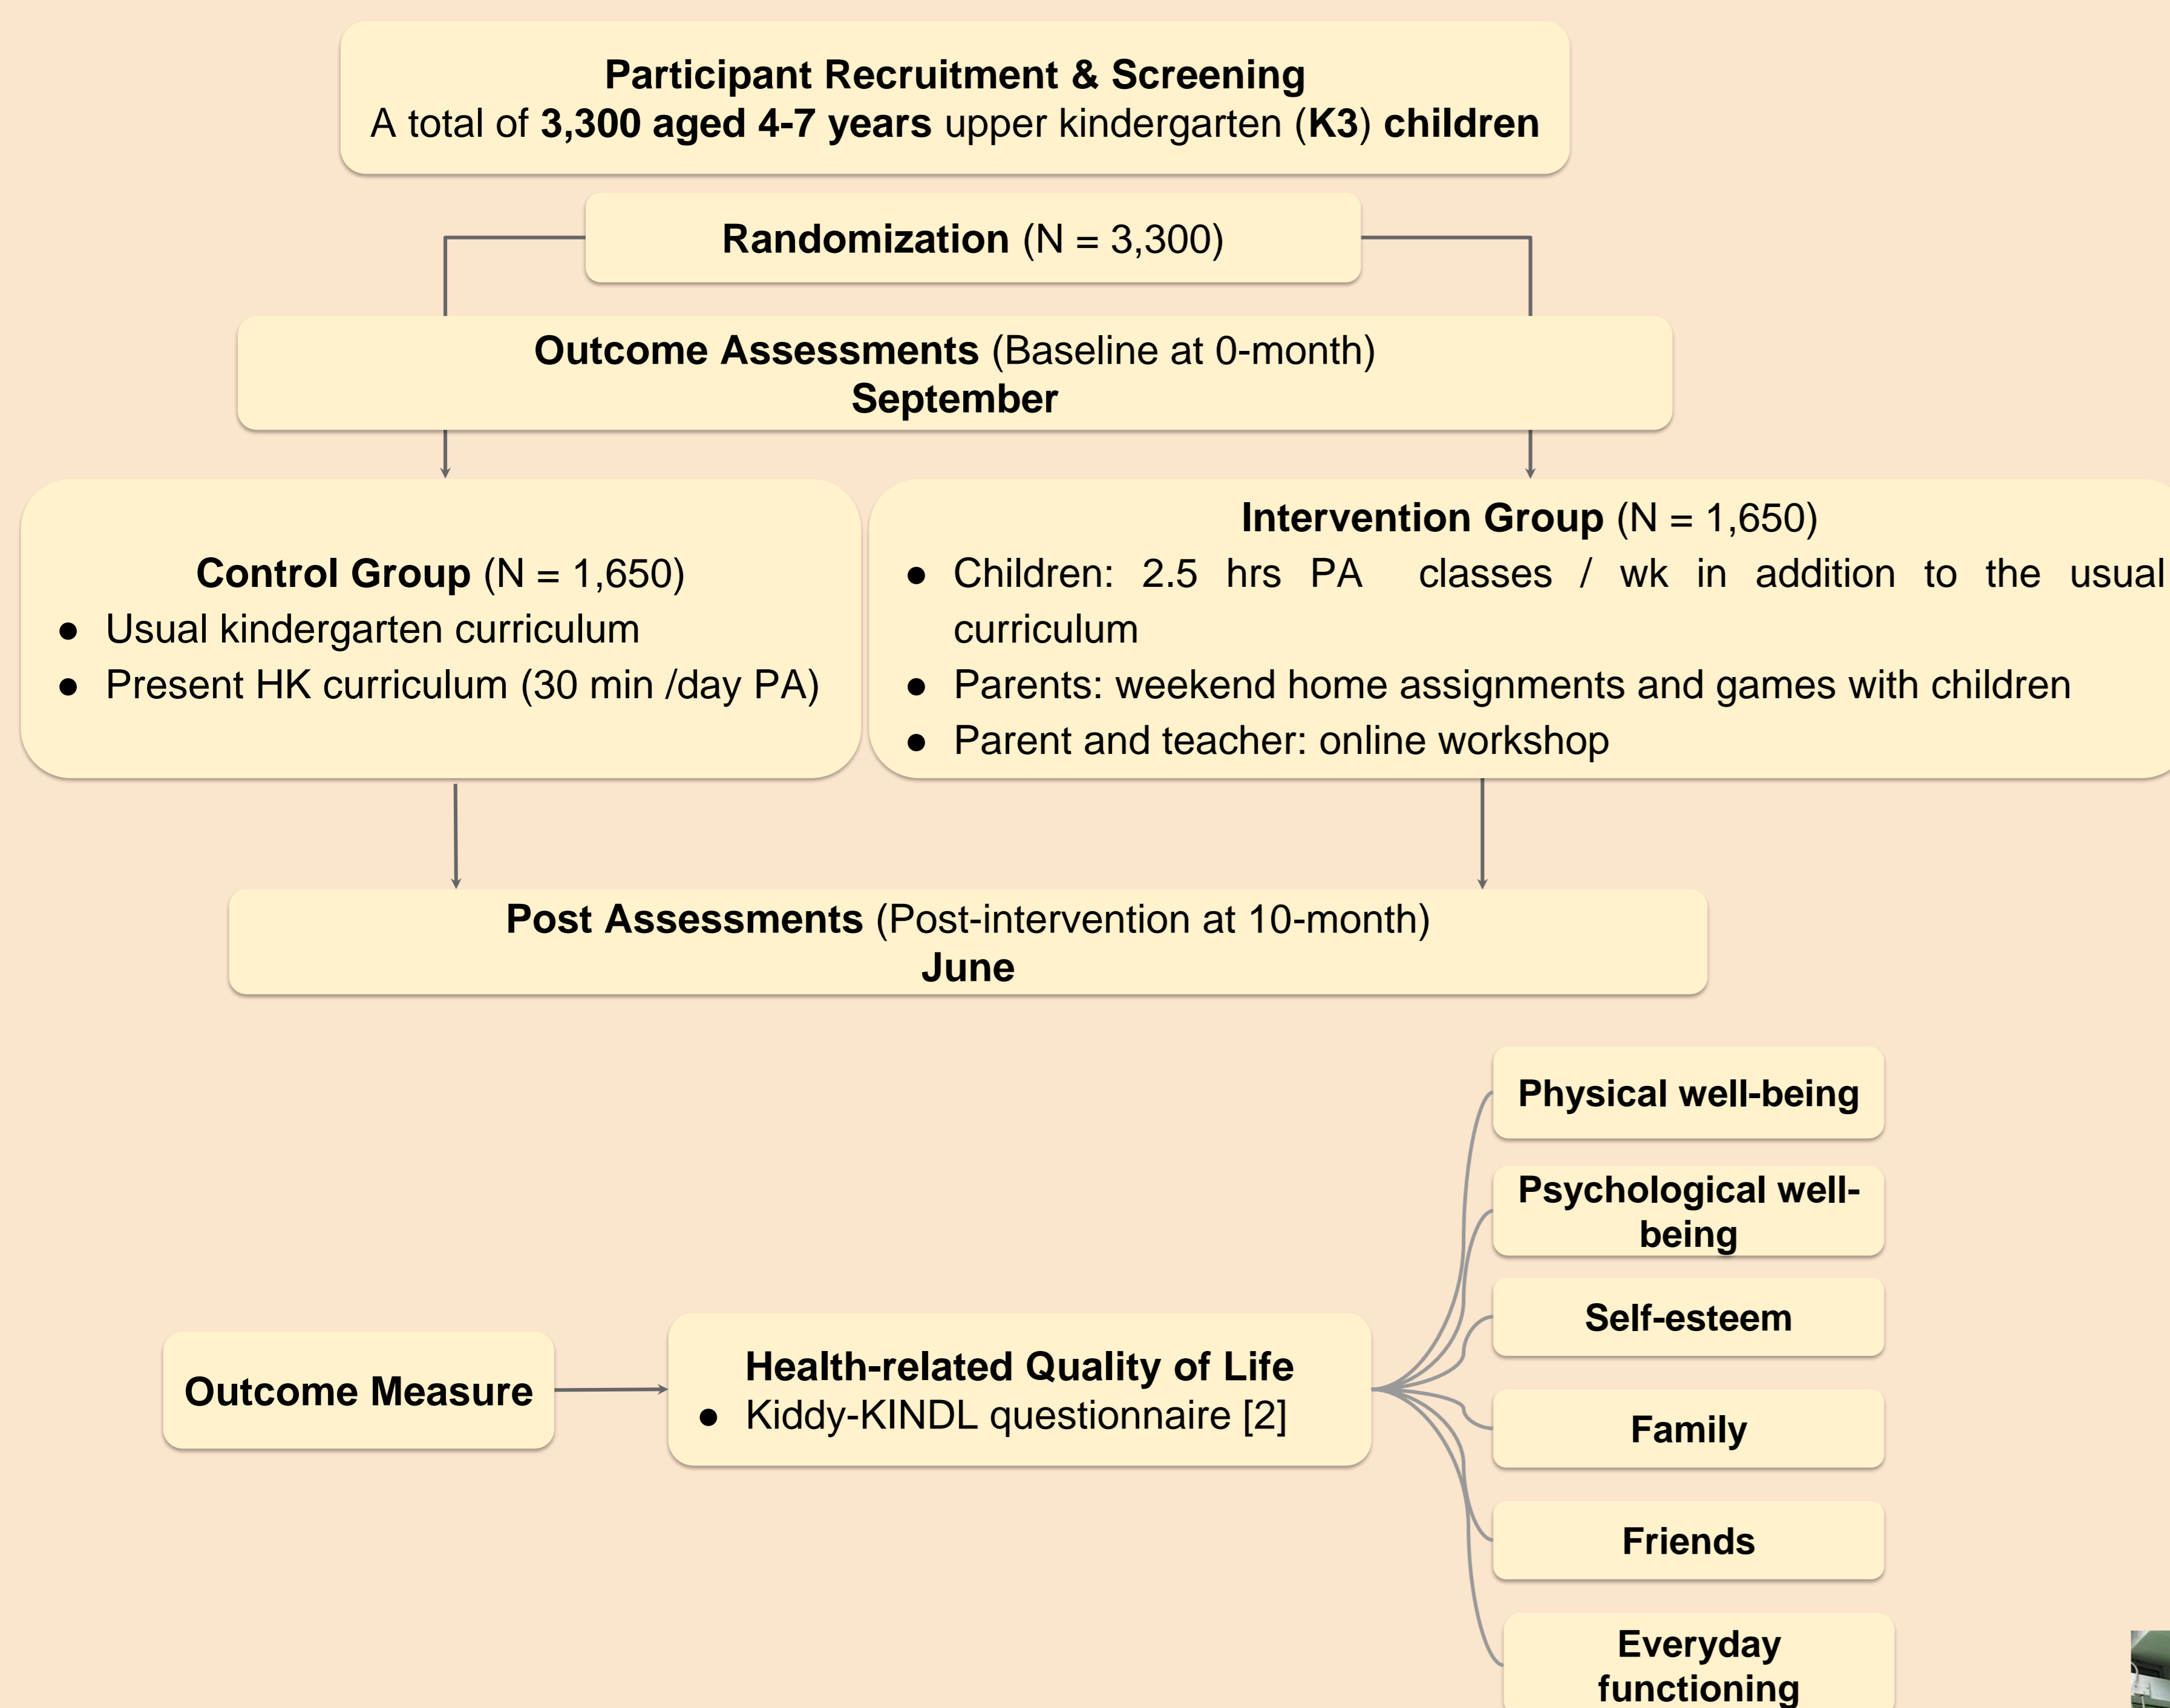 Participant Recruitment & Screening
A total of 3,300 aged 4-7 years upper kindergarten (K3) children
Randomization (N = 3,300)
Outcome Assessments (Baseline at 0-month)
September
Control Group (N = 1,650)
● Usual kindergarten curriculum
● Present HK curriculum (30 min /day PA)
Intervention Group (N = 1,650)
● Children: 2.5 hrs PA classes / wk in addition to the usual
curriculum
● Parents: weekend home assignments and games with children
● Parent and teacher: online workshop
Post Assessments (Post-intervention at 10-month)
June
Outcome Measure
Health-related Quality of Life
● Kiddy-KINDL questionnaire [2]
Physical well-being
Psychological well-
being
Self-esteem
Family
Friends
Everyday
functioning